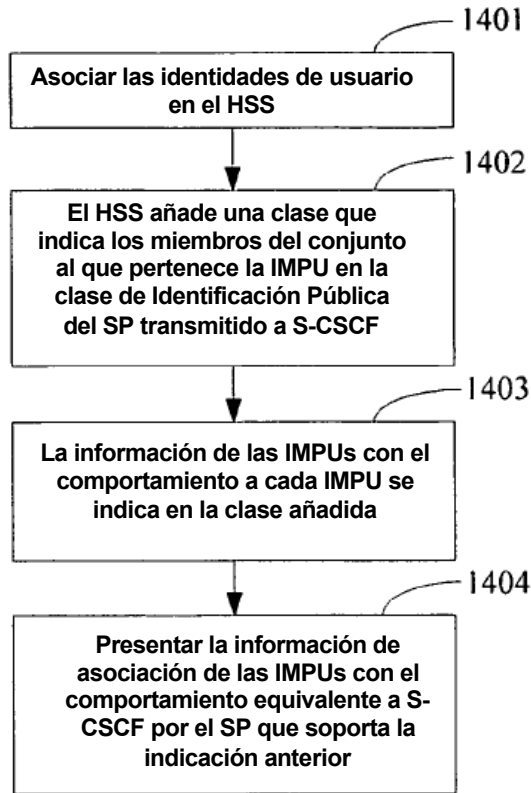 1401
Asociar las identidades de usuario
en el HSS
1402
El HSS añade una clase que
indica los miembros del conjunto
al que pertenece la IMPU en la
clase de Identificación Pública
del SP transmitido a S-CSCF
1403
La información de las IMPUs con el
comportamiento a cada IMPU se
indica en la clase añadida
1404
Presentar la información de
asociación de las IMPUs con el
comportamiento equivalente a S-
CSCF por el SP que soporta la
indicación anterior